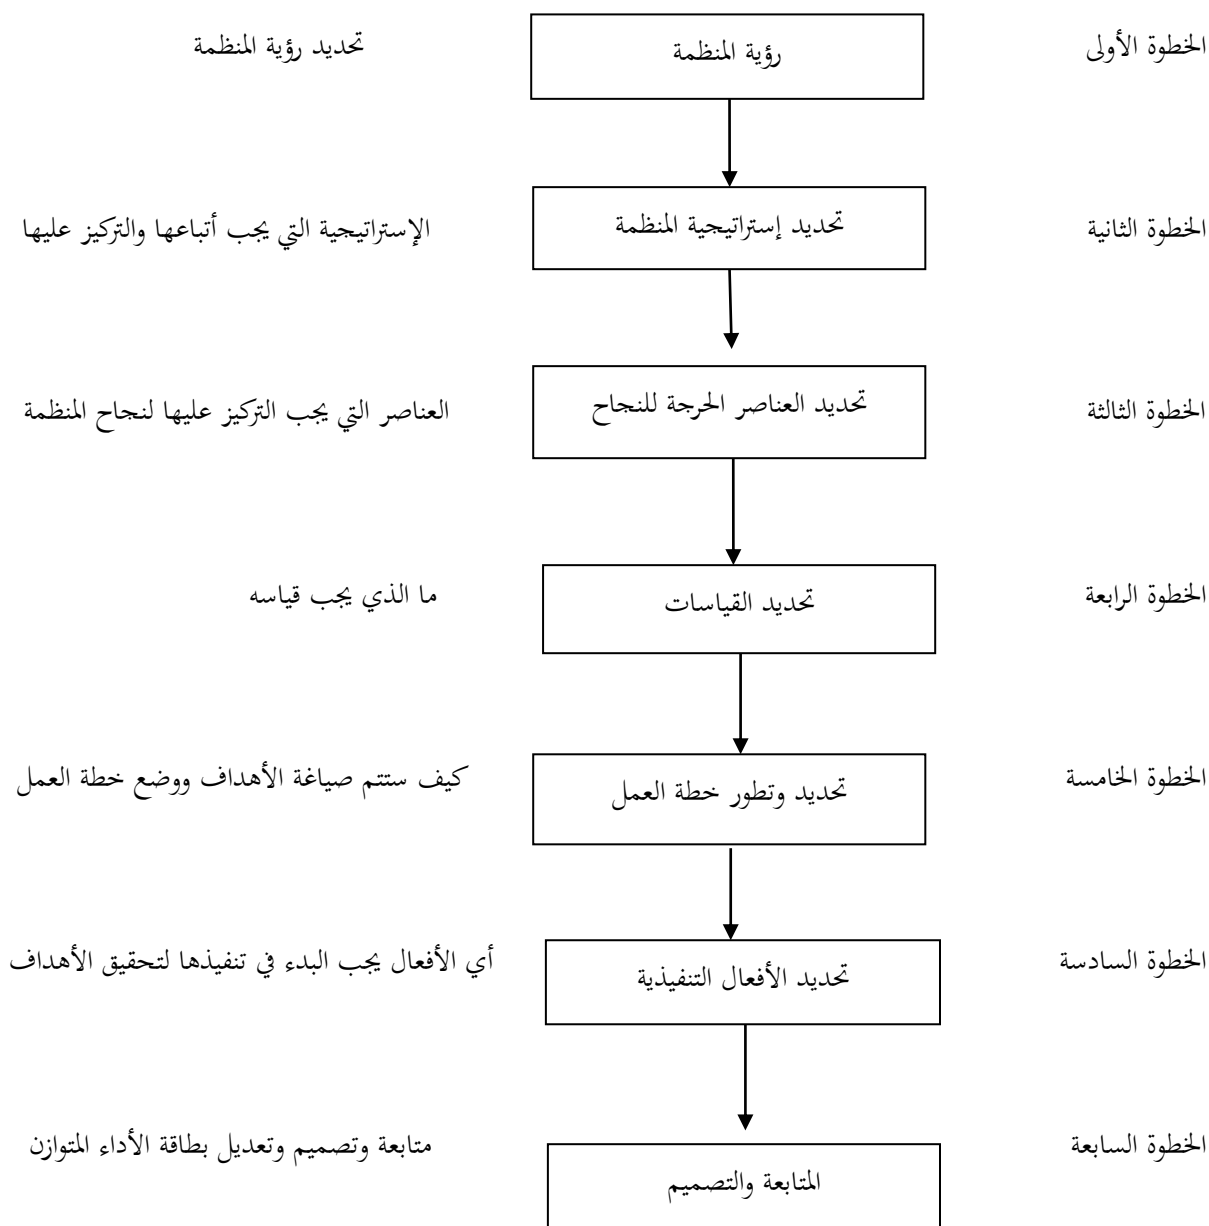 الخطوة الأولى
رؤية المنظمة
تحديد رؤية المنظمة
الخطوة الثانية
تحديد إستراتيجية المنظمة
الإستراتيجية التي يجب أتباعها والتركيز عليها
الخطوة الثالثة
تحديد العناصر الحرجة للنجاح
العناصر التي يجب التركيز عليها لنجاح المنظمة
الخطوة الرابعة
تحديد القياسات
ما الذي يجب قياسه
الخطوة الخامسة
تحديد وتطور خطة العمل
كيف ستتم صياغة الأهداف ووضع خطة العمل
الخطوة السادسة
تحديد الأفعال التنفيذية
أي الأفعال يجب البدء في تنفيذها لتحقيق الأهداف
الخطوة السابعة
المتابعة والتصميم
متابعة وتصميم وتعديل بطاقة الأداء المتوازن